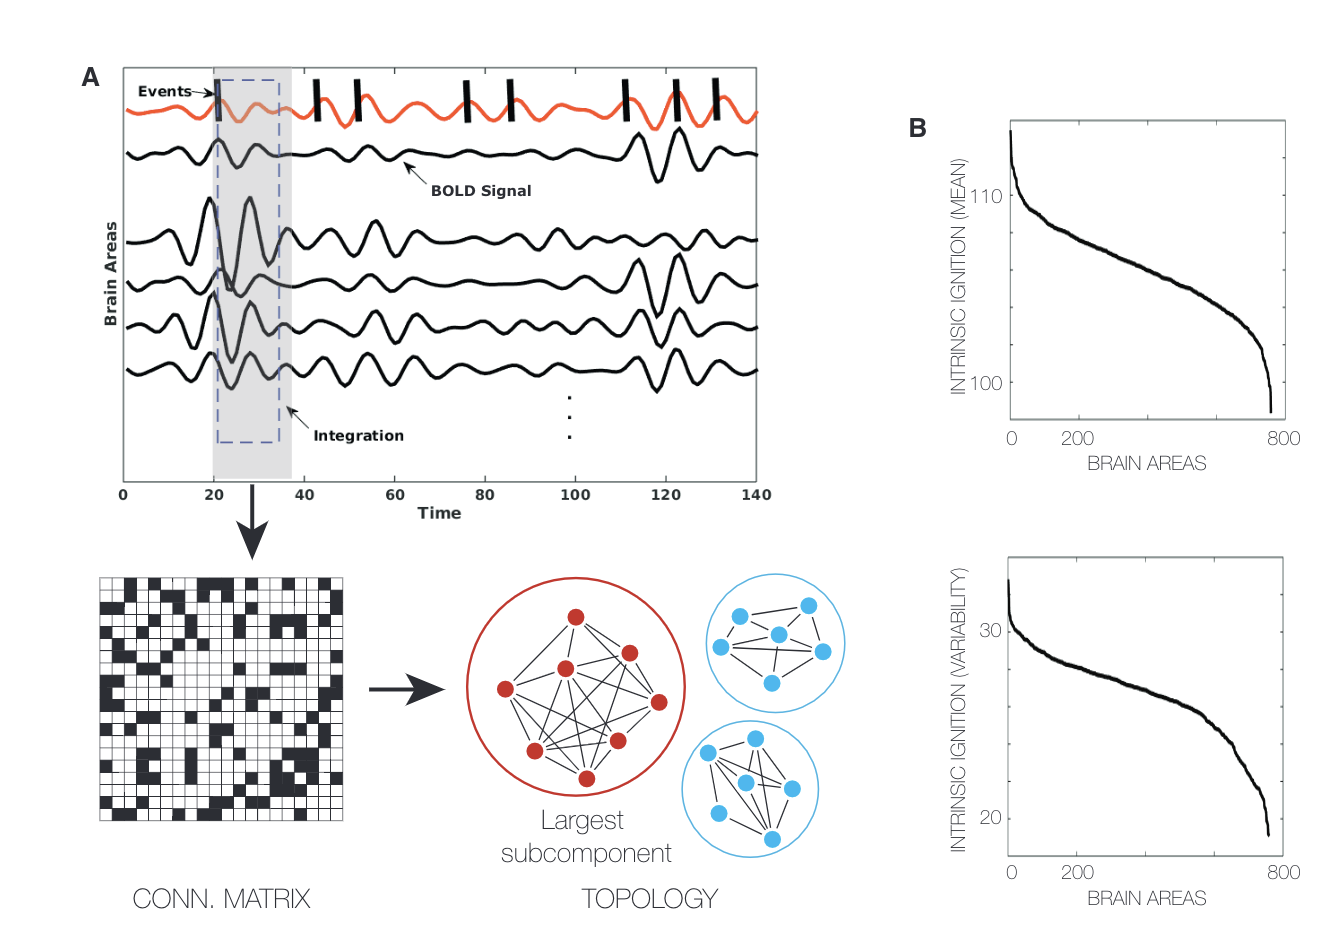 A
Events
BOLD Signal
Brain Areas
Integration
0 20 40 60 80 100 120 140
Time
CONN. MATRIX
Largest
subcomponent
TOPOLOGY
B
INTRINSIC IGNITION (MEAN)
110
100
0 200 800
BRAIN AREAS
INTRINSIC IGNITION (VARIABILITY)
30
20
0 200 800
BRAIN AREAS